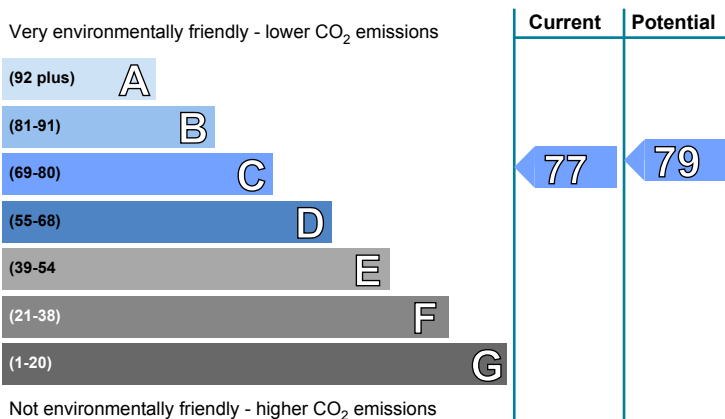 Current Potential
Very environmentally friendly - lower CO2 emissions
(92 plus) A
(81-91) B
(69-80) C 77 79
(55-68) D
(39-54 E
(21-38) F
(1-20) G
Not environmentally friendly - higher CO2 emissions